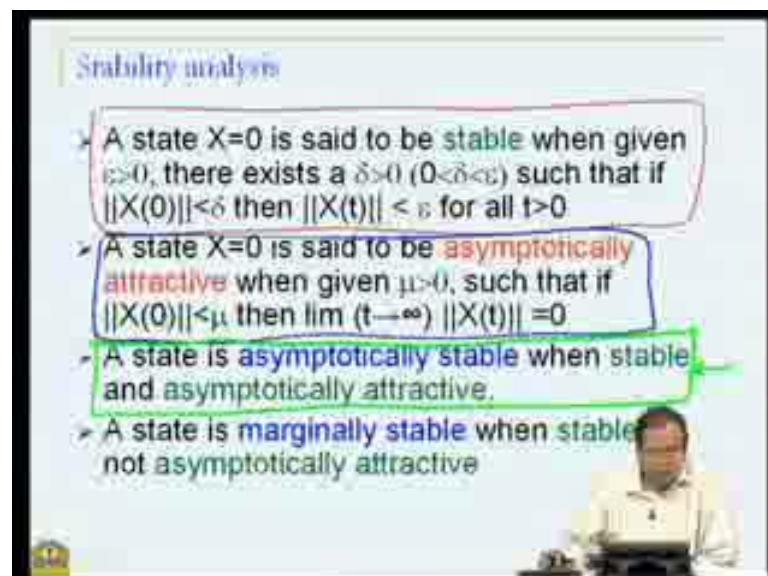 Stability analysis
➤ A state X=0 is said to be stable when given
ε>0, there exists a δ>0 (0<δ<ε) such that if
||X(0)||<δ then ||X(t)|| < ε for all t>0
➤ A state X=0 is said to be asymptotically
attractive when given μ>0, such that if
||X(0)||<μ then lim (t→∞) ||X(t)|| =0
➤ A state is asymptotically stable when stable
and asymptotically attractive.
➤ A state is marginally stable when stable
not asymptotically attractive